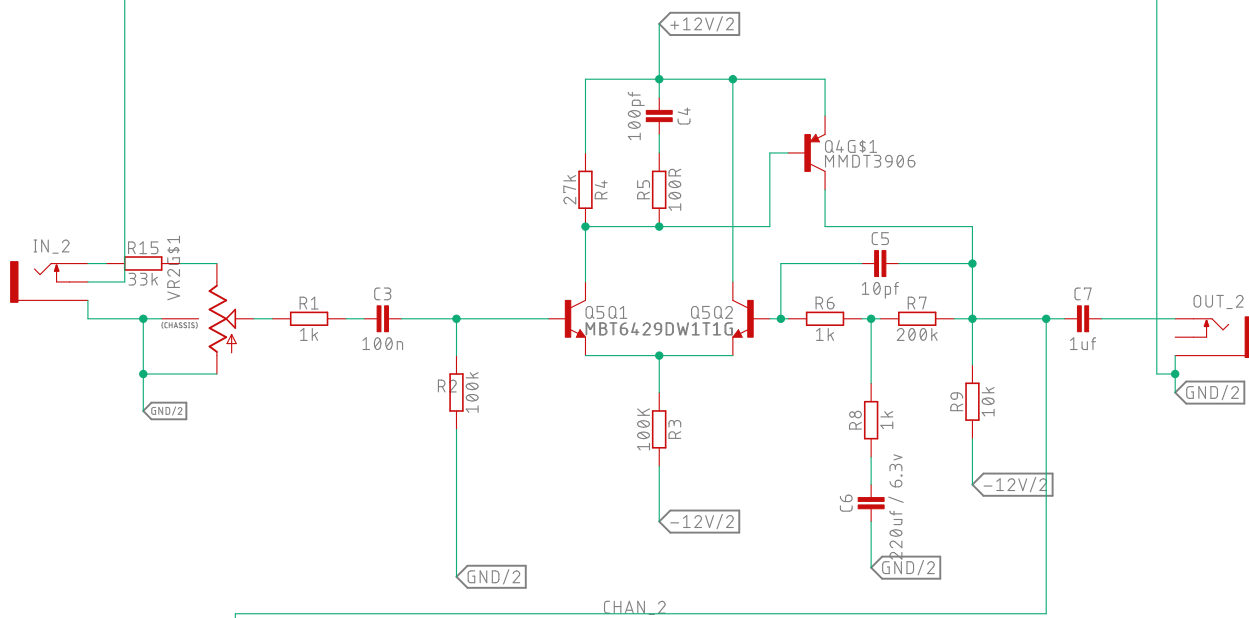 +12V/2
100pf
C4
Q4G$1
MMDT3906
27k
R4
R5
100R
IN_2
R15
33k
VR2G$1
(CHASSIS)
GND/2
R1
1k
C3
100n
R2
100k
GND/2
Q5Q1
Q5Q2
MBT6429DW1T1G
100K
R3
-12V/2
C5
10pf
R6
1k
R7
200k
R8
1k
C6
220uf / 6.3v
GND/2
R9
10k
-12V/2
C7
1uf
OUT_2
GND/2
CHAN_2